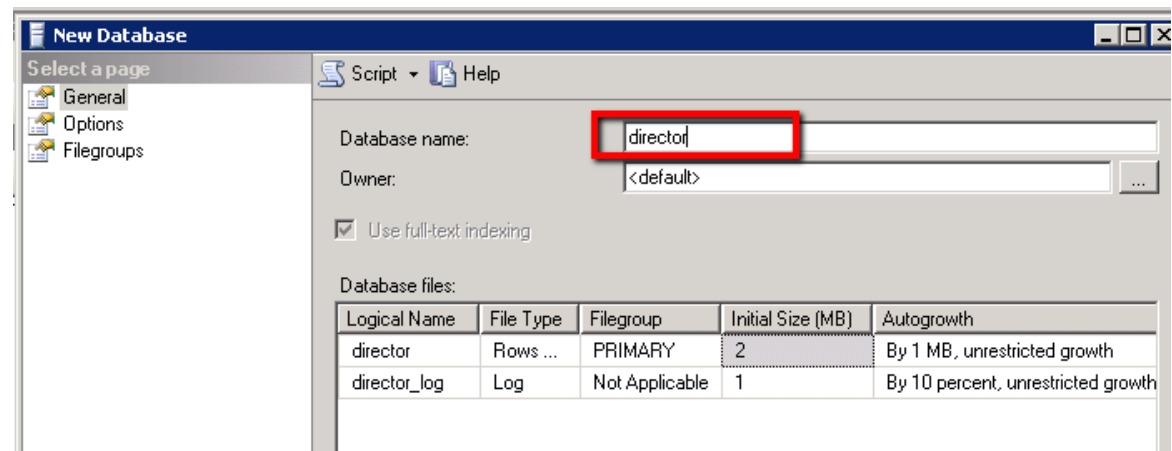 New Database
Select a page
General
Options
Filegroups
Script Help
Database name: director
Owner: <default> ...
Use full-text indexing
Database files:
Logical Name File Type Filegroup Initial Size (MB) Autogrowth
director Rows ... PRIMARY 2 By 1 MB, unrestricted growth
director_log Log Not Applicable 1 By 10 percent, unrestricted growth